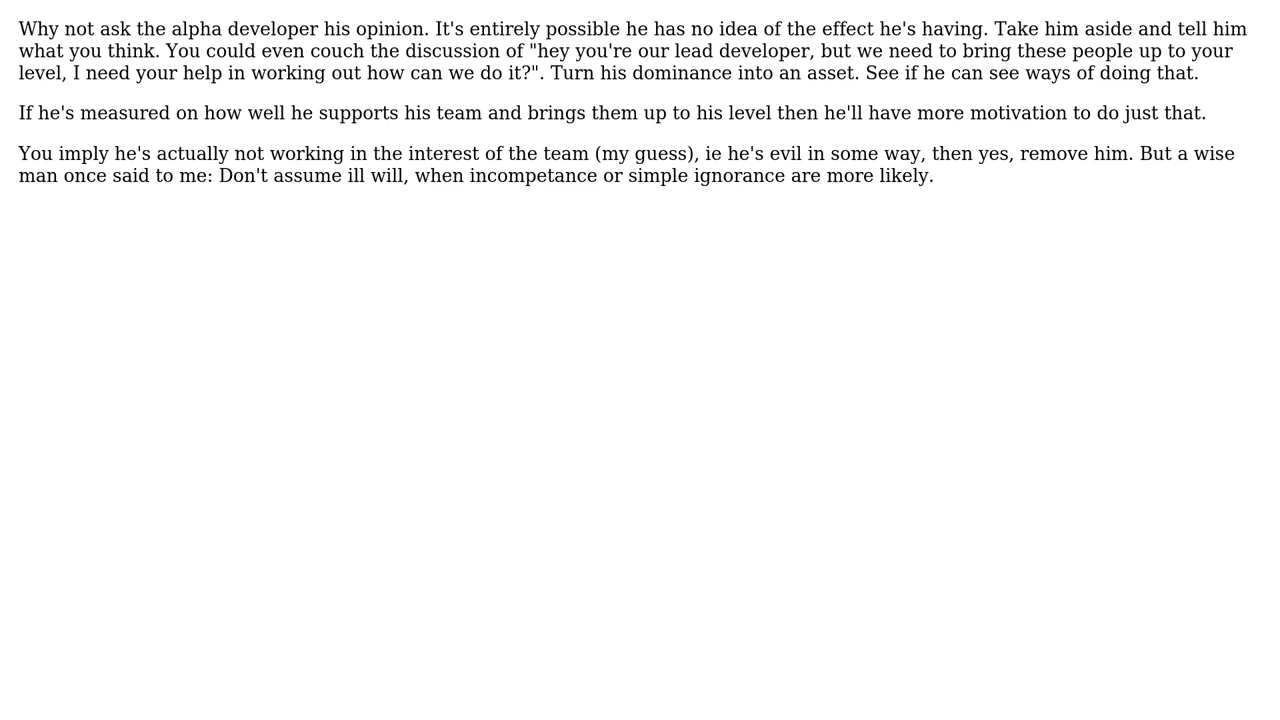 Why not ask the alpha developer his opinion. It's entirely possible he has no idea of the effect he's having. Take him aside and tell him
what you think. You could even couch the discussion of "hey you're our lead developer, but we need to bring these people up to your
level, I need your help in working out how can we do it?". Turn his dominance into an asset. See if he can see ways of doing that.
If he's measured on how well he supports his team and brings them up to his level then he'll have more motivation to do just that.
You imply he's actually not working in the interest of the team (my guess), ie he's evil in some way, then yes, remove him. But a wise
man once said to me: Don't assume ill will, when incompetance or simple ignorance are more likely.